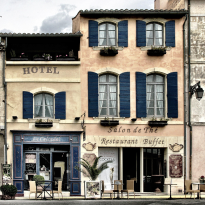 HOTEL
Salon de Thé
Restaurant Buffet